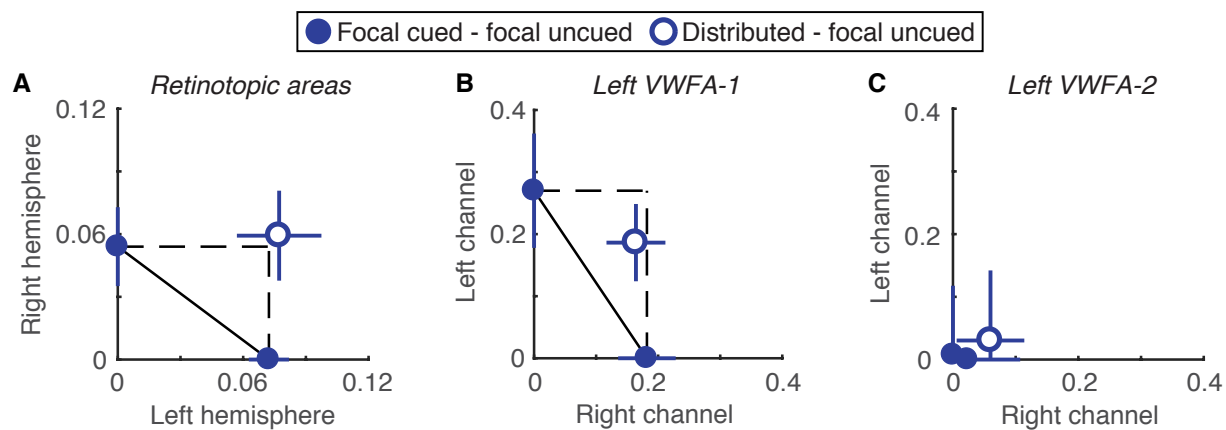 Focal cued - focal uncued
Distributed - focal uncued
A
Retinotopic areas
0.12
0.06
0
Right hemisphere
0
0.06
0.12
Left hemisphere
B
Left VWFA-1
0.4
0.2
0
Left channel
0
0.2
0.4
Right channel
C
Left VWFA-2
0.4
0.2
0
Left channel
0
0.2
0.4
Right channel